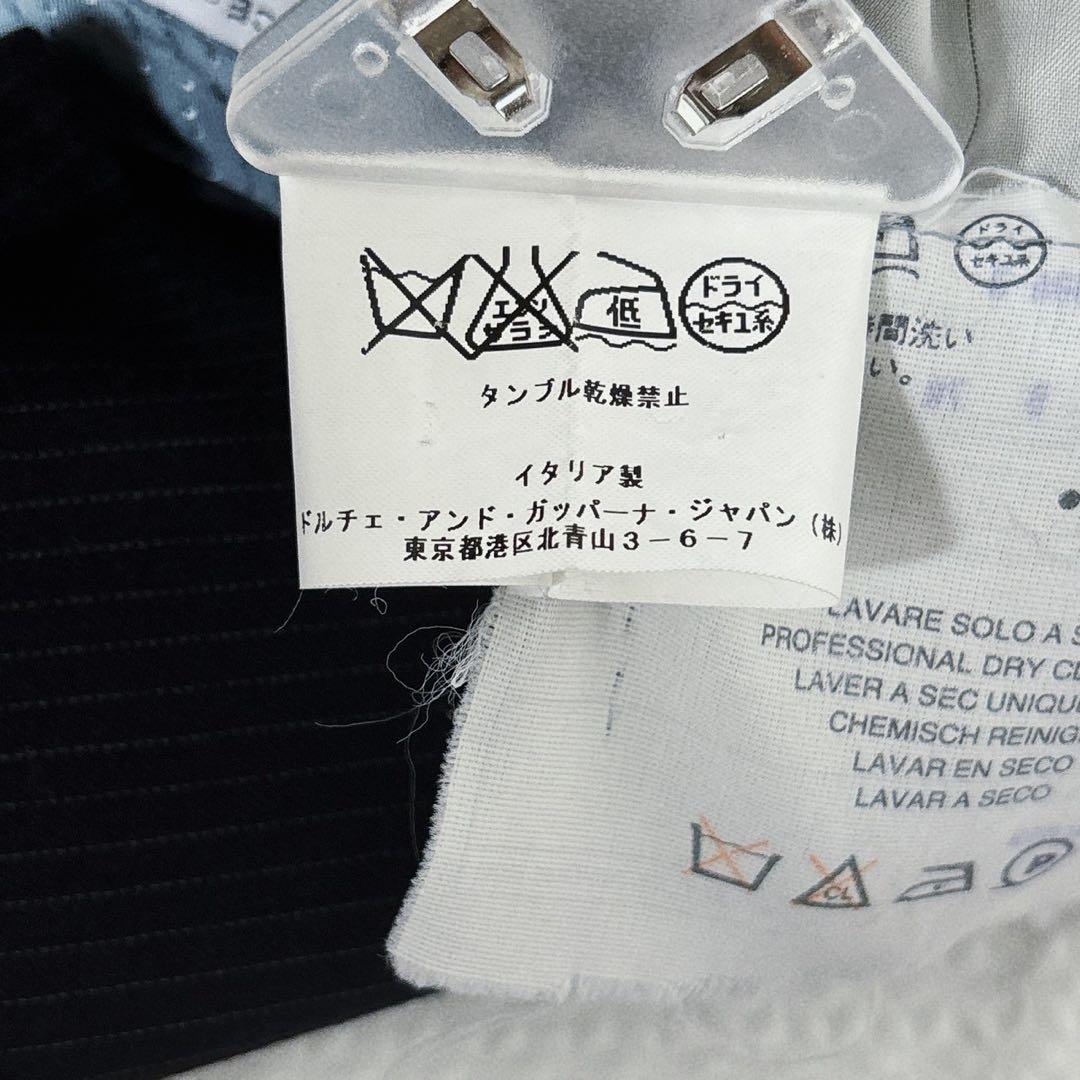 エンソ
サラシ
低
ドライ
セキユ系
タンブル乾燥禁止
イタリア製
ドルチェ・アンド・ガッバーナ・ジャパン(株)
東京都港区北青山3-6-7
ドライ
セキユ系
間洗い
い。
LAVARE SOLO A S
PROFESSIONAL DRY CL
LAVER A SEC UNIQU
CHEMISCH REINIG
LAVAR EN SECO
LAVAR A SECO
CL
P